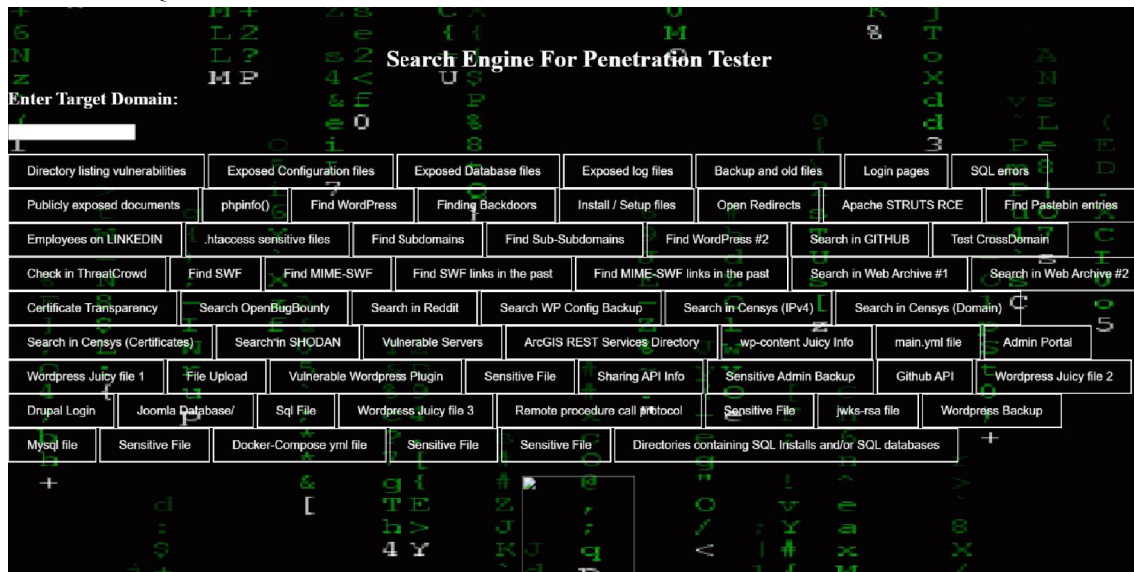 Search Engine For Penetration Tester
Enter Target Domain:
Directory listing vulnerabilities Exposed Configuration files Exposed Database files Exposed log files Backup and old files Login pages SQL errors
Publicly exposed documents phpinfo() Find WordPress Finding Backdoors Install / Setup files Open Redirects Apache STRUTS RCE Find Pastebin entries
Employees on LINKEDIN .htaccess sensitive files Find Subdomains Find Sub-Subdomains Find WordPress #2 Search in GITHUB Test CrossDomain
Check in ThreatCrowd Find SWF Find MIME-SWF Find SWF links in the past Find MIME-SWF links in the past Search in Web Archive #1 Search in Web Archive #2
Certificate Transparency Search OpenBugBounty Search in Reddit Search WP Config Backup Search in Censys (IPv4) Search in Censys (Domain)
Search in Censys (Certificates) Search in SHODAN Vulnerable Servers ArcGIS REST Services Directory wp-content Juicy Info main.yml file Admin Portal
Wordpress Juicy file 1 File Upload Vulnerable Wordpress Plugin Sensitive File Sharing API Info Sensitive Admin Backup Github API Wordpress Juicy file 2
Drupal Login Joomla Database/ Sql File Wordpress Juicy file 3 Remote procedure call protocol Sensitive File jwks-rsa file Wordpress Backup
Mysql file Sensitive File Docker-Compose yml file Sensitive File Sensitive File Directories containing SQL Installs and/or SQL databases